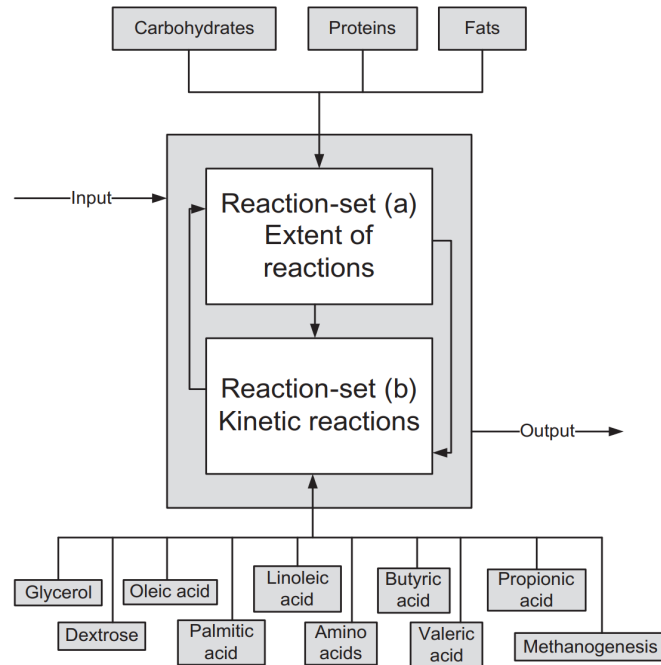 Carbohydrates
Proteins
Fats
Input
Reaction-set (a)
Extent of
reactions
Reaction-set (b)
Kinetic reactions
Output
Glycerol
Dextrose
Oleic acid
Palmitic
acid
Linoleic
acid
Amino
acids
Butyric
acid
Valeric
acid
Propionic
acid
Methanogenesis